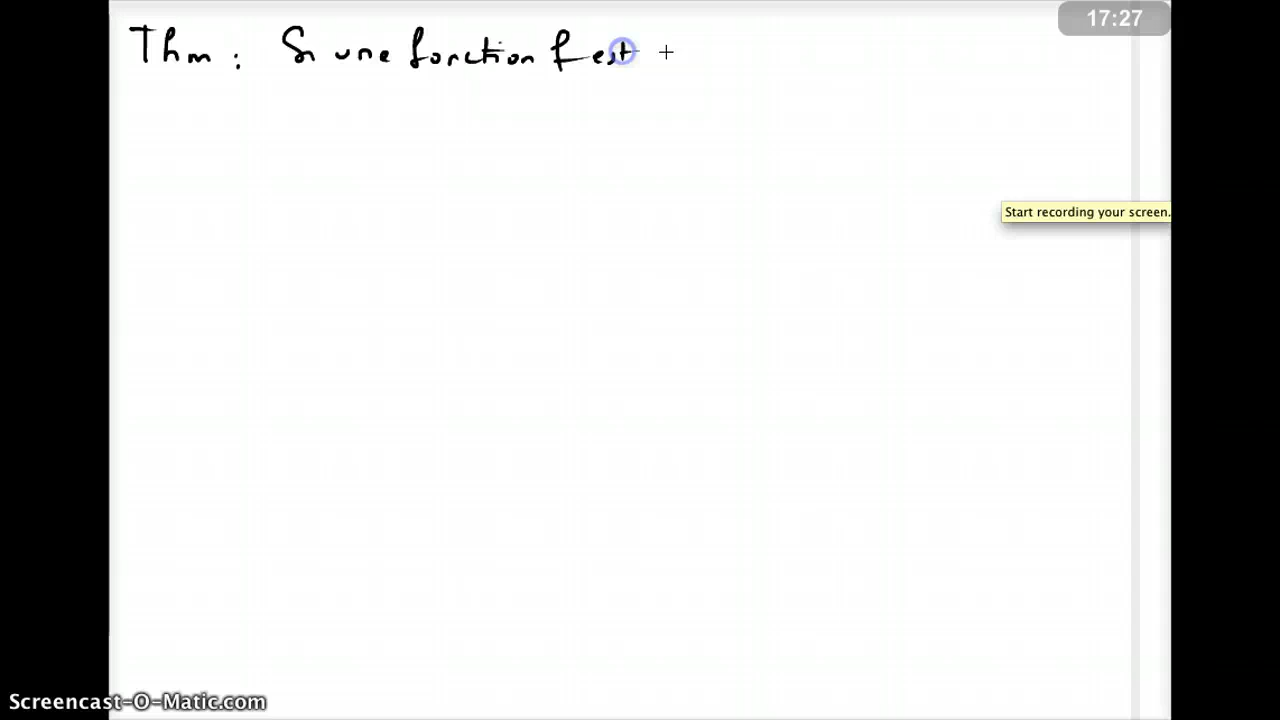 17:27
Thm : Si une fonction f est
Start recording your screen.
Screencast-O-Matic.com